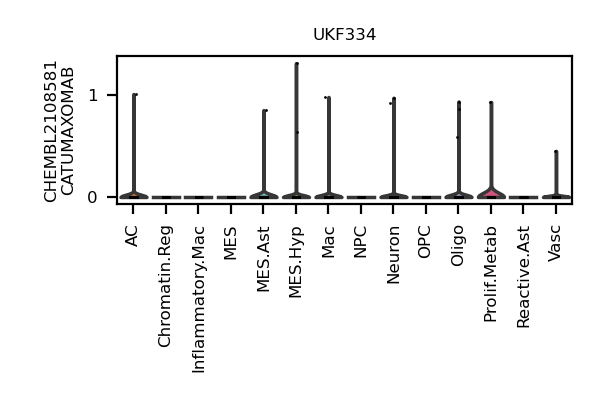 UKF334
CHEMBL2108581
CATUMAXOMAB
1
0
AC
Chromatin.Reg
Inflammatory.Mac
MES
MES.Ast
MES.Hyp
Mac
NPC
Neuron
OPC
Oligo
Prolif.Metab
Reactive.Ast
Vasc